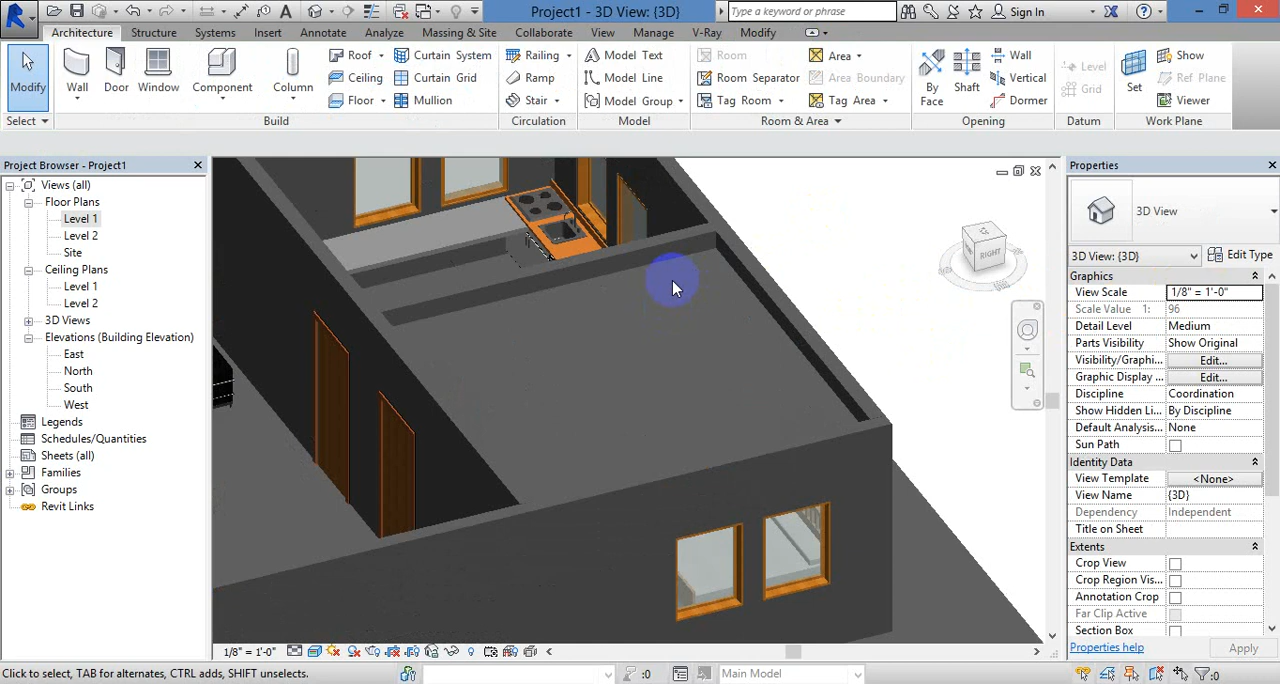 Project1 - 3D View: {3D}
Type a keyword or phrase
Sign In
Architecture Structure Systems Insert Annotate Analyze Massing & Site Collaborate View Manage V-Ray Modify
Modify Wall Door Window Component Column
Roof Curtain System
Ceiling Curtain Grid
Floor Mullion
Railing
Ramp
Stair
Model Text
Model Line
Model Group
Room
Room Separator
Tag Room
Area
Area Boundary
Tag Area
By Face Shaft
Wall
Vertical
Dormer
Level
Grid
Set
Show
Ref Plane
Viewer
Select Build Circulation Model Room & Area Opening Datum Work Plane
Project Browser - Project1
Views (all)
Floor Plans
Level 1
Level 2
Site
Ceiling Plans
Level 1
Level 2
3D Views
Elevations (Building Elevation)
East
North
South
West
Legends
Schedules/Quantities
Sheets (all)
Families
Groups
Revit Links
RIGHT
Properties
3D View
3D View: {3D} Edit Type
Graphics
View Scale 1/8" = 1'-0"
Scale Value 1: 96
Detail Level Medium
Parts Visibility Show Original
Visibility/Graphi... Edit...
Graphic Display ... Edit...
Discipline Coordination
Show Hidden Li... By Discipline
Default Analysis... None
Sun Path
Identity Data
View Template <None>
View Name {3D}
Dependency Independent
Title on Sheet
Extents
Crop View
Crop Region Vis...
Annotation Crop
Far Clip Active
Section Box
Properties help Apply
1/8" = 1'-0"
Click to select, TAB for alternates, CTRL adds, SHIFT unselects.
:0
Main Model
:0